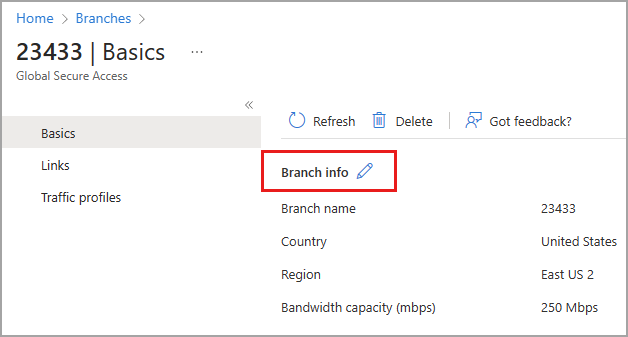 Home > Branches >
23433 | Basics ...
Global Secure Access
«
Basics
Links
Traffic profiles
Refresh Delete Got feedback?
Branch info
Branch name 23433
Country United States
Region East US 2
Bandwidth capacity (mbps) 250 Mbps